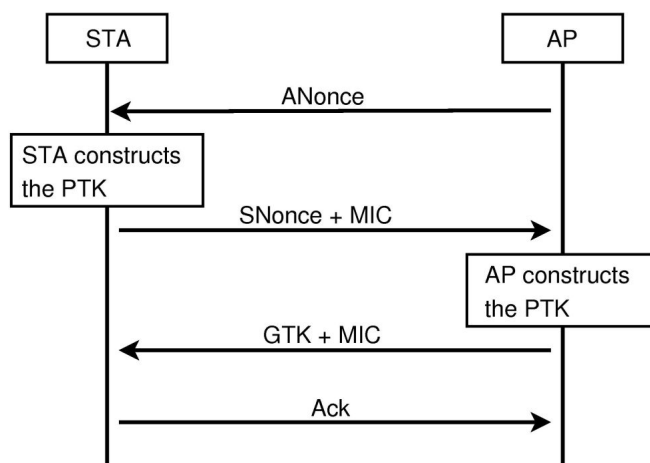 STA
AP
ANonce
STA constructs
the PTK
SNonce + MIC
AP constructs
the PTK
GTK + MIC
Ack